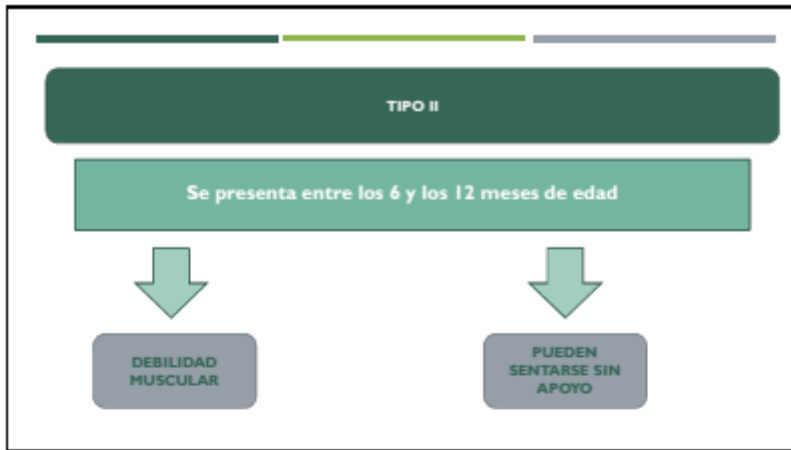 TIPO II
Se presenta entre los 6 y los 12 meses de edad
DEBILIDAD
MUSCULAR
PUEDEN
SENTARSE SIN
APOYO